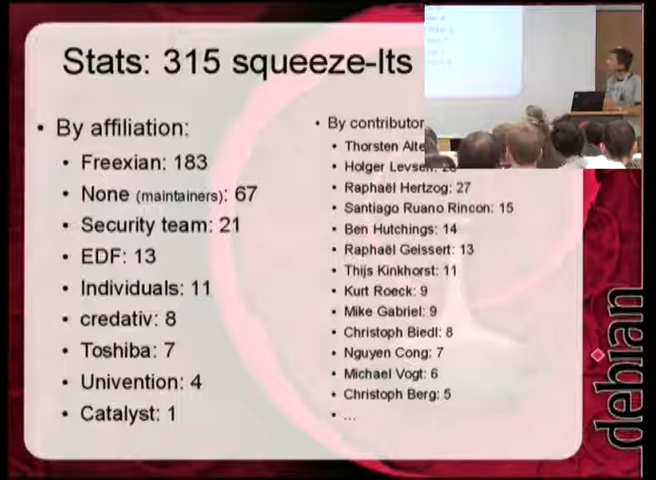 Stats: 315 squeeze-lts
• By affiliation:
• Freexian: 183
• None (maintainers): 67
• Security team: 21
• EDF: 13
• Individuals: 11
• credativ: 8
• Toshiba: 7
• Univention: 4
• Catalyst: 1
• By contributor
• Thorsten Alte
• Holger Levsen:
• Raphaël Hertzog: 27
• Santiago Ruano Rincon: 15
• Ben Hutchings: 14
• Raphaël Geissert: 13
• Thijs Kinkhorst: 11
• Kurt Roeck: 9
• Mike Gabriel: 9
• Christoph Biedl: 8
• Nguyen Cong: 7
• Michael Vogt: 6
• Christoph Berg: 5
• ...
debian